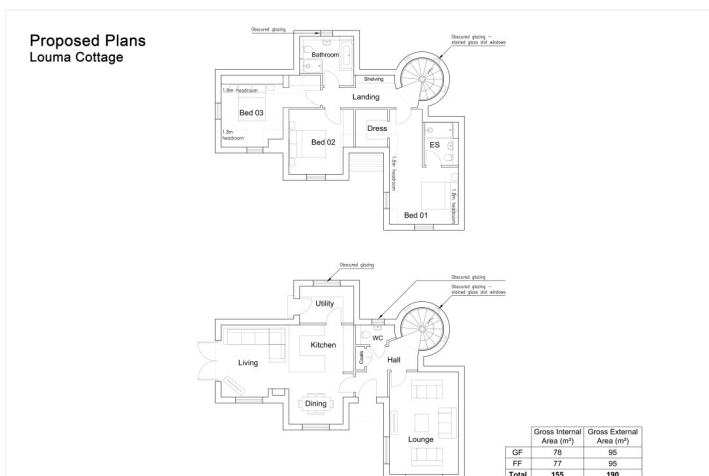 Proposed Plans
Louma Cottage
Obscured glazing
Obscured glazing –
stained glass slot windows
Bathroom
Shelving
1.8m headroom
Landing
Bed 03
Dress
1.8m
headroom
Bed 02
ES
1.8m headroom
1.8m headroom
Bed 01
Obscured glazing
Obscured glazing
Obscured glazing –
stained glass slot windows
Utility
Kitchen
WC
Coats
Hall
Living
Dining
Lounge
Gross Internal Gross External
Area (m²) Area (m²)
GF 78 95
FF 77 95
Total 155 190